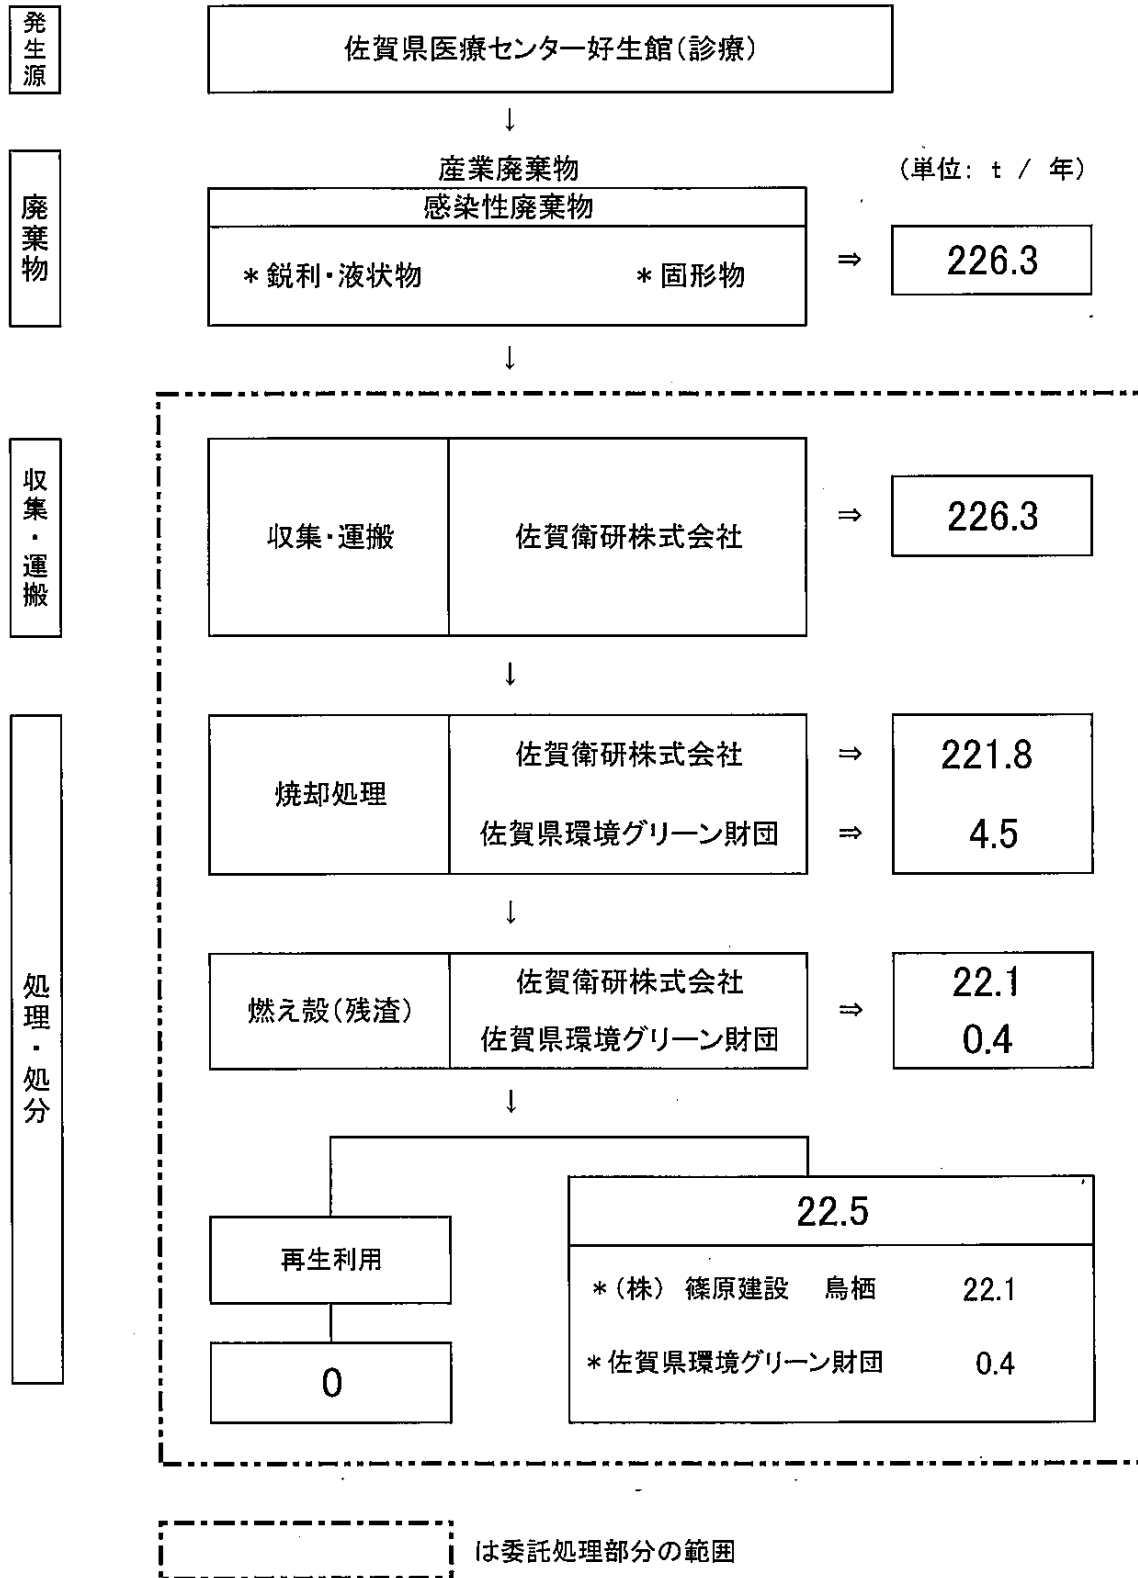 発生源
佐賀県医療センター好生館(診療)
↓
産業廃棄物
(単位: t / 年)
廃棄物
感染性廃棄物
*鋭利・液状物 *固形物 ⇒ 226.3
↓
収集・運搬
収集・運搬 佐賀衛研株式会社 ⇒ 226.3
↓
処理・処分
焼却処理
佐賀衛研株式会社 ⇒ 221.8
佐賀県環境グリーン財団 ⇒ 4.5
↓
燃え殻(残渣) ⇒
佐賀衛研株式会社 22.1
佐賀県環境グリーン財団 0.4
↓
22.5
再生利用
*(株) 篠原建設 鳥栖 22.1
*佐賀県環境グリーン財団 0.4
0
は委託処理部分の範囲